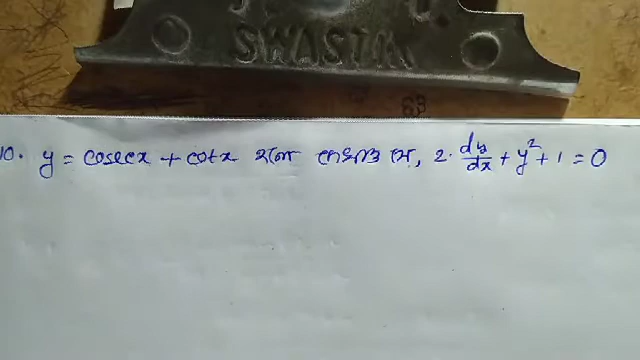 SWASTIK
10. y = cosecx + cotx হলে দেখাও যে, 2. dy/dx + y² + 1 = 0